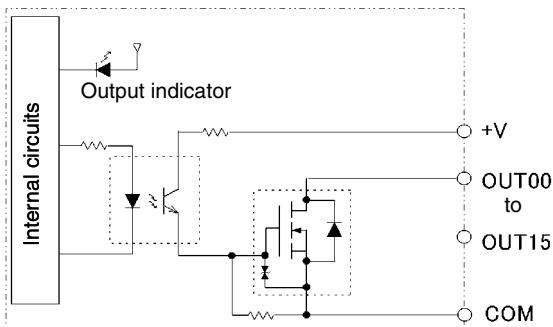 Internal circuits
Output indicator
+V
OUT00
to
OUT15
COM